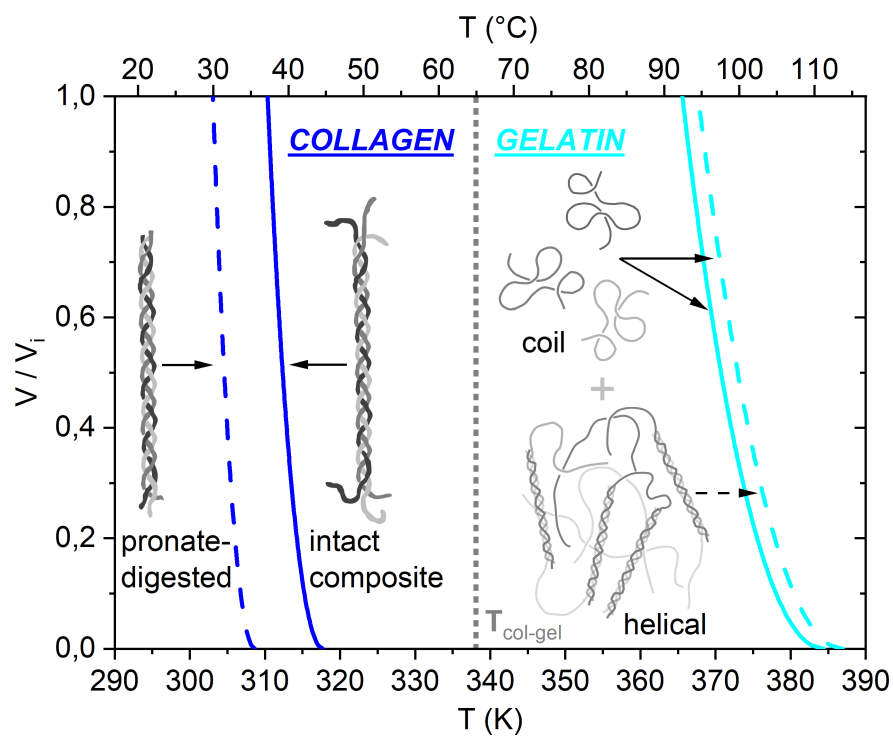 T (°C)
20 30 40 50 60 70 80 90 100 110
1,0
COLLAGEN GELATIN
0,8
0,6
coil
V / Vi
+
0,4
0,2
pronate-
digested
intact
composite
Tcol-gel
helical
0,0
290 300 310 320 330 340 350 360 370 380 390
T (K)